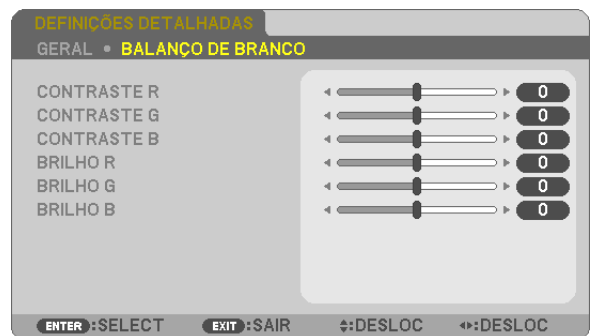 DEFINIÇÕES DETALHADAS
GERAL • BALANÇO DE BRANCO
CONTRASTE R 0
CONTRASTE G 0
CONTRASTE B 0
BRILHO R 0
BRILHO G 0
BRILHO B 0
ENTER :SELECT EXIT :SAIR :DESLOC :DESLOC